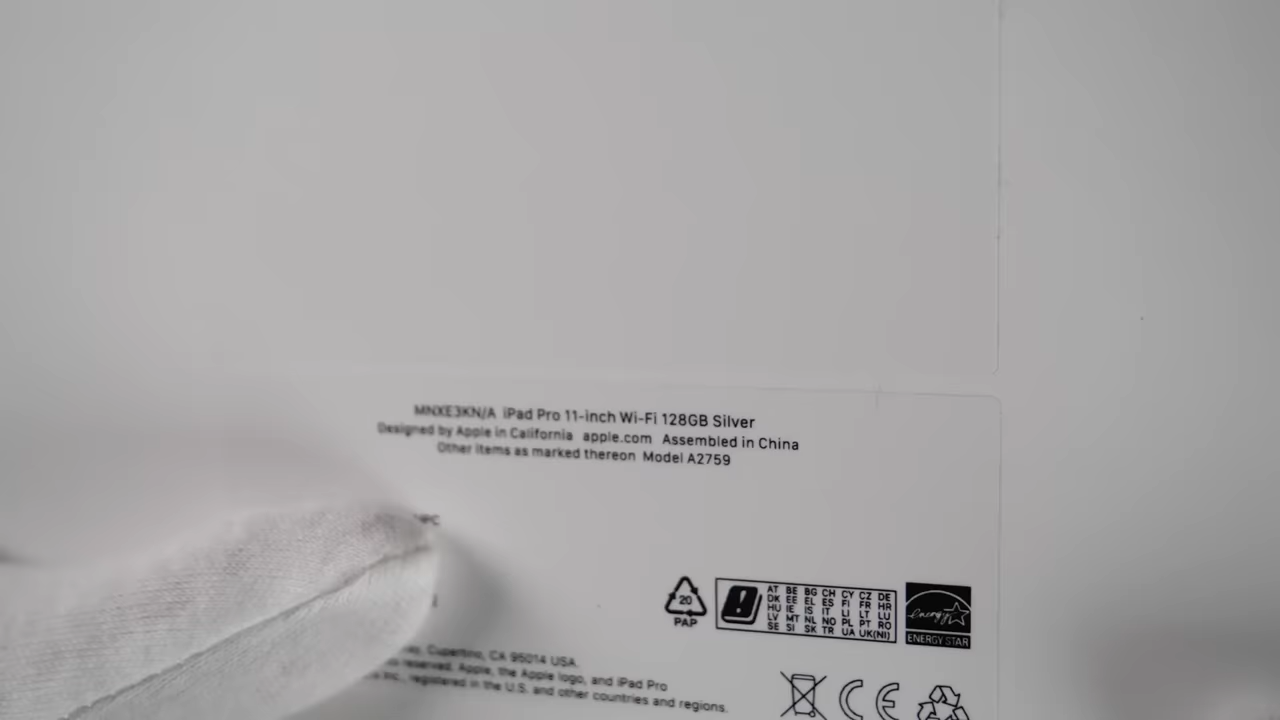 MNXE3KN/A iPad Pro 11-inch Wi-Fi 128GB Silver
Designed by Apple in California apple.com Assembled in China
Other items as marked thereon Model A2759
20
PAP
AT BE BG CH CY CZ DE
DK EE EL ES FI FR HR
HU IE IS IT LI LT LU
LV MT NL NO PL PT RO
SE SI SK TR UA UK(NI)
energy
ENERGY STAR
Cupertino, CA 95014 USA.
reserved. Apple, the Apple logo, and iPad Pro
registered in the U.S. and other countries and regions.
CE